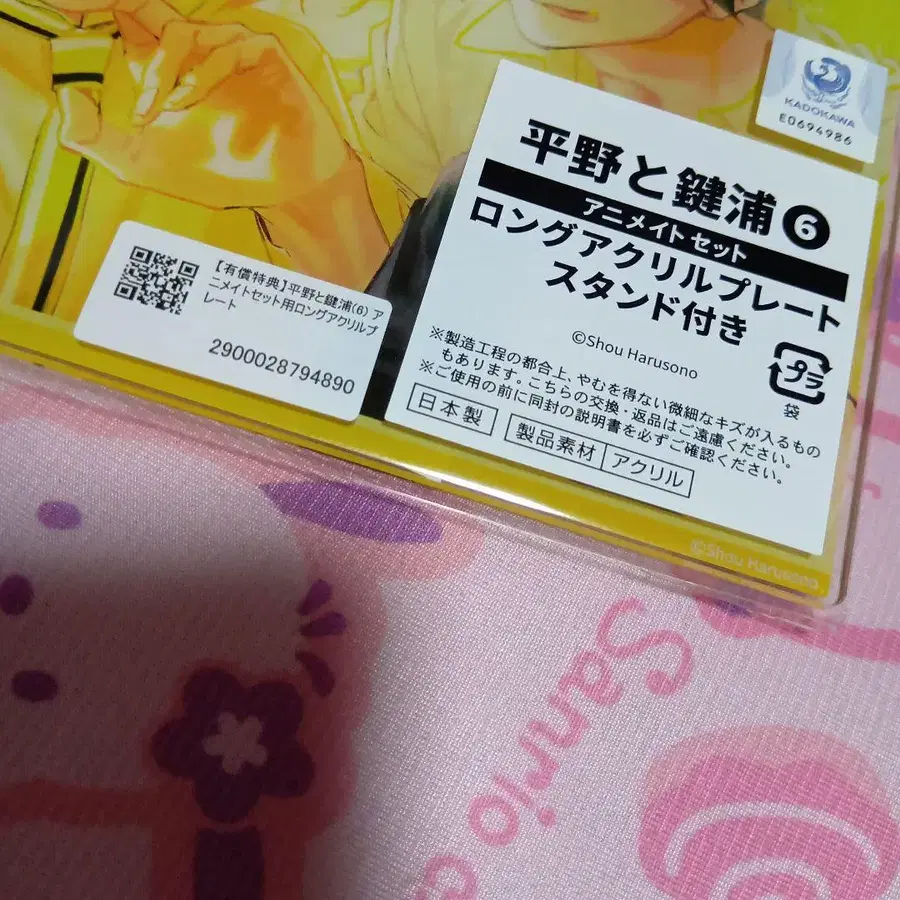 KADOKAWA
E0694986
平野と鍵浦 6
アニメイトセット
ロングアクリルプレート
スタンド付き
©Shou Harusono
※製造工程の都合上、やむを得ない微細なキズが入るもの
もあります。こちらの交換・返品はご遠慮ください。
※ご使用の前に同封の説明書を必ずご確認ください。
プラ
袋
日本製
製品素材 アクリル
【有償特典】平野と鍵浦(6) ア
ニメイトセット用ロングアクリルプ
レート
2900028794890
©Shou Harusono
Sanrio